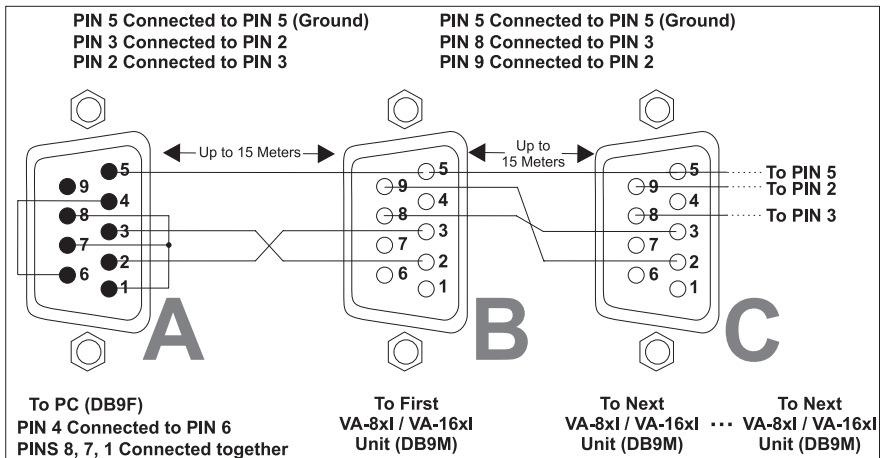 PIN 5 Connected to PIN 5 (Ground)
PIN 3 Connected to PIN 2
PIN 2 Connected to PIN 3
PIN 5 Connected to PIN 5 (Ground)
PIN 8 Connected to PIN 3
PIN 9 Connected to PIN 2
Up to 15 Meters
Up to
15 Meters
5
9
4
8
3
7
2
6
1
A
5
9
4
8
3
7
2
6
1
B
5
9
4
8
3
7
2
6
1
C
To PIN 5
To PIN 2
To PIN 3
To PC (DB9F)
PIN 4 Connected to PIN 6
PINS 8, 7, 1 Connected together
To First
VA-8xI / VA-16xI
Unit (DB9M)
To Next
VA-8xI / VA-16xI
Unit (DB9M)
...
To Next
VA-8xI / VA-16xI
Unit (DB9M)